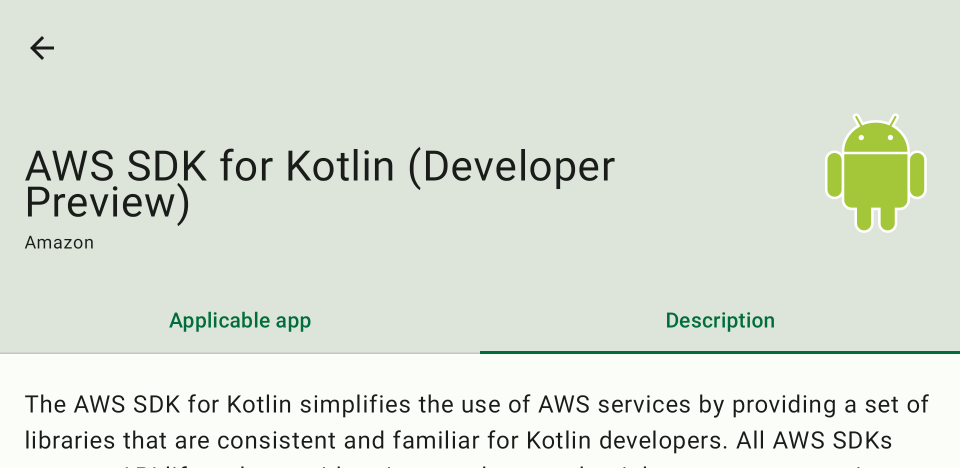 AWS SDK for Kotlin (Developer
Preview)
Amazon
Applicable app
Description
The AWS SDK for Kotlin simplifies the use of AWS services by providing a set of
libraries that are consistent and familiar for Kotlin developers. All AWS SDKs